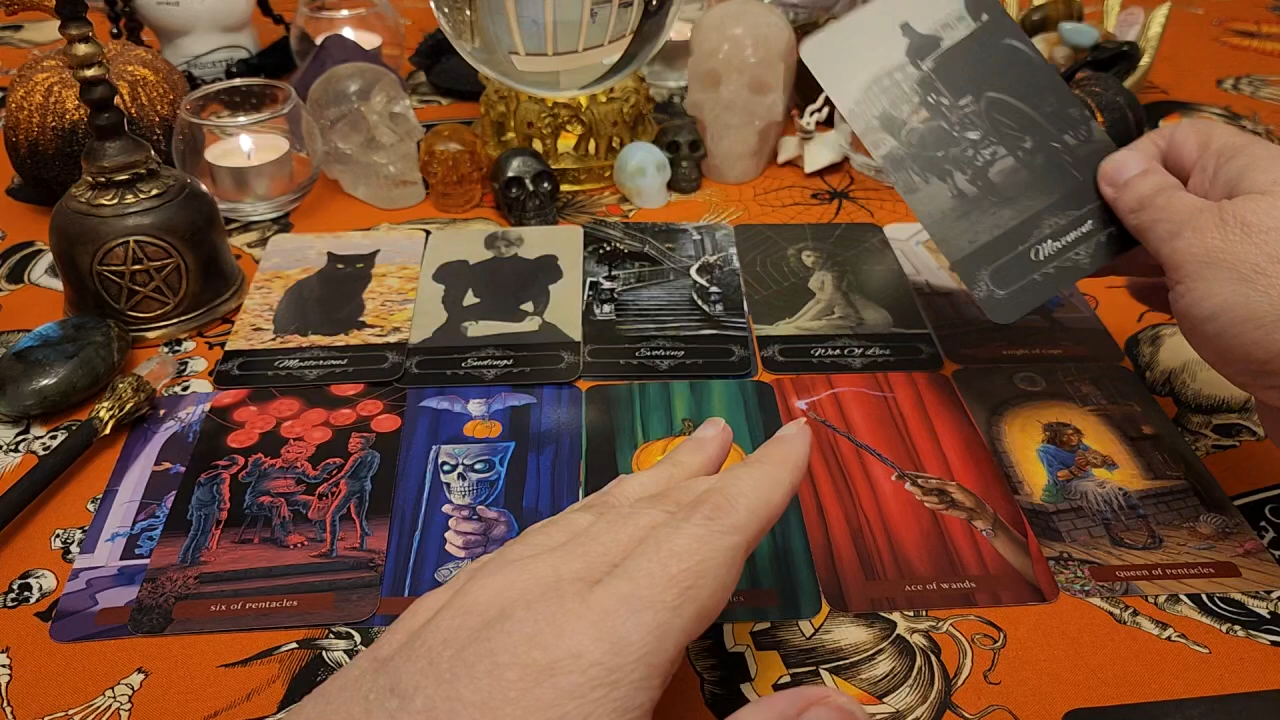 Movement
Mysterious
Endings
Evolving
Web Of Lies
Knight of Cups
Six of Pentacles
Ace of Wands
Queen of Pentacles